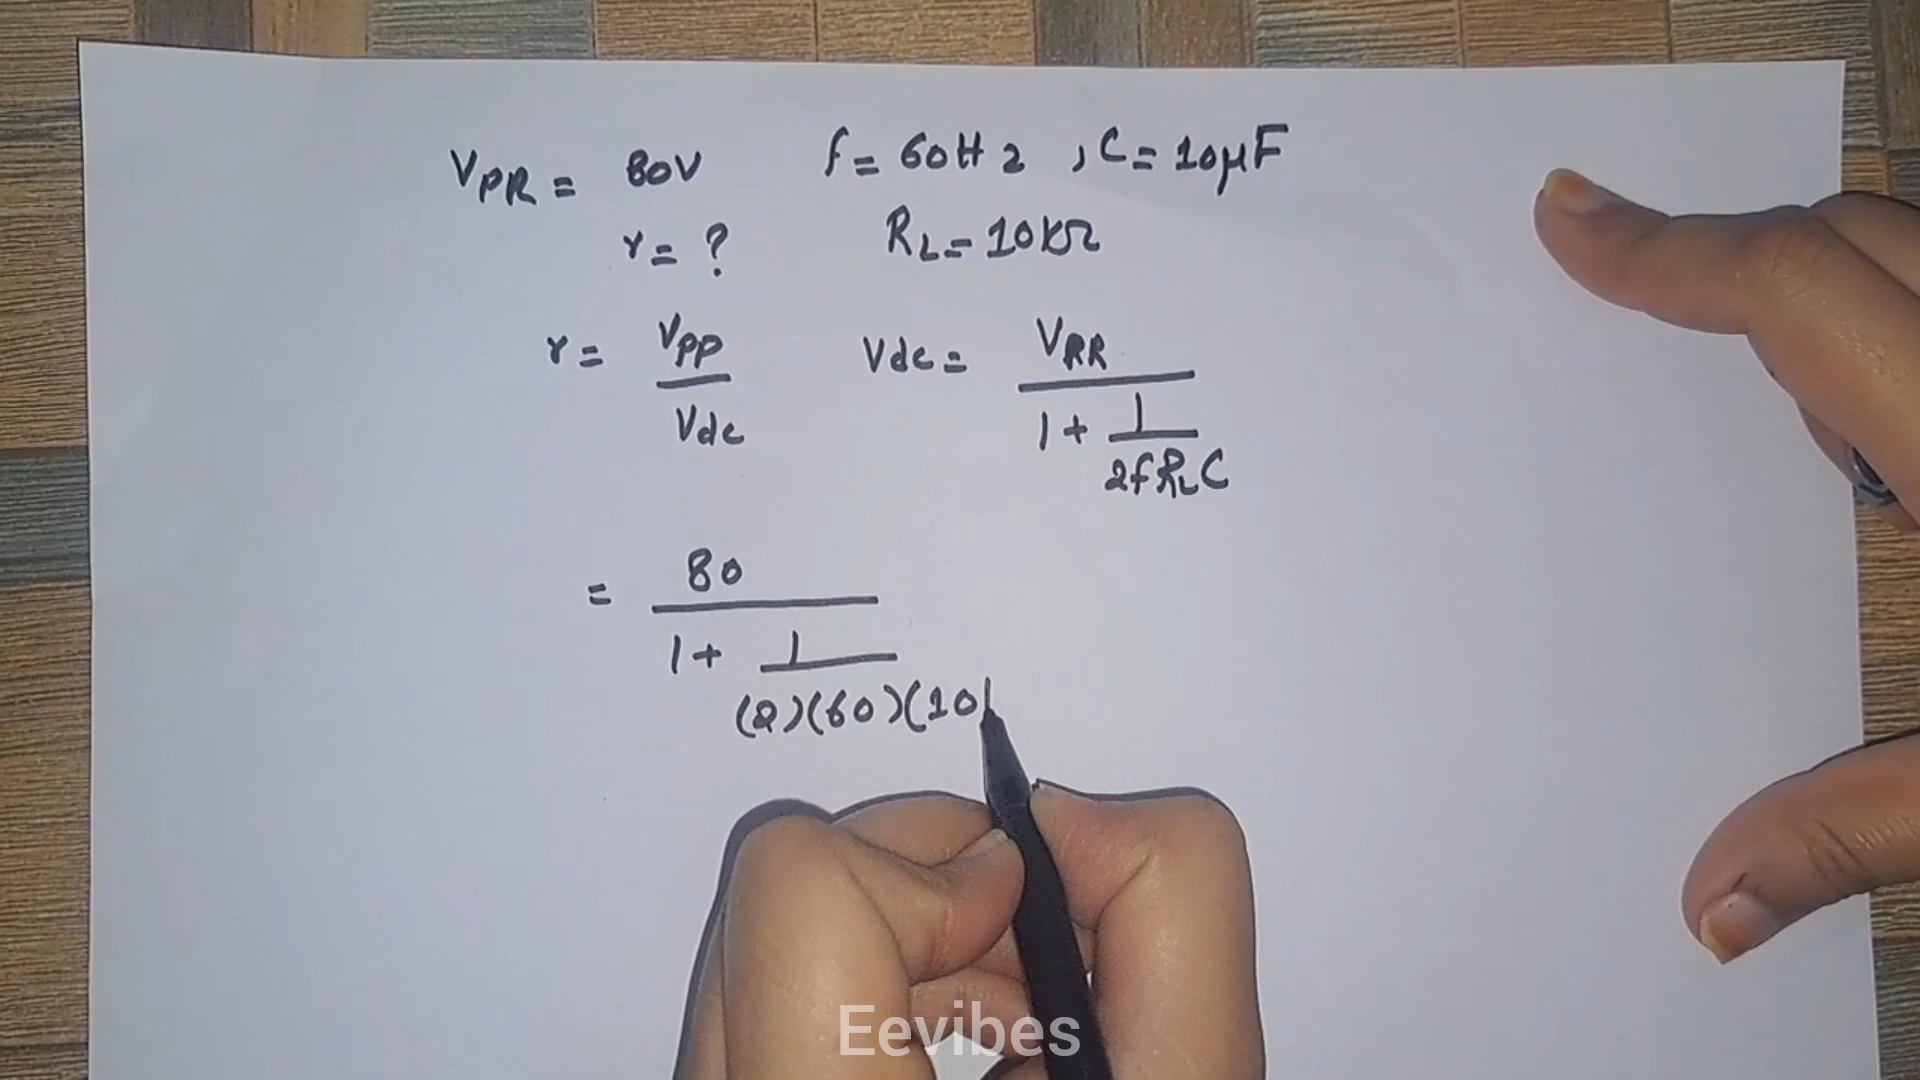 VPR = 80V f = 60Hz , C = 10μF
r = ? RL = 10kΩ
r = VPP / Vdc Vdc = VRR / 1 + 1 / 2fRLC
= 80 / 1 + 1 / (2)(60)(10
Eevibes